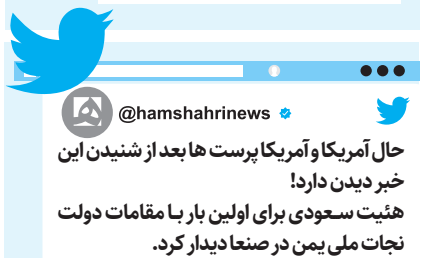 @hamshahrinews
حال آمریکا و آمریکا پرست ها بعد از شنیدن این
خبر دیدن دارد!
هئیت سعودی برای اولین بار با مقامات دولت
نجات ملی یمن در صنعا دیدار کرد.